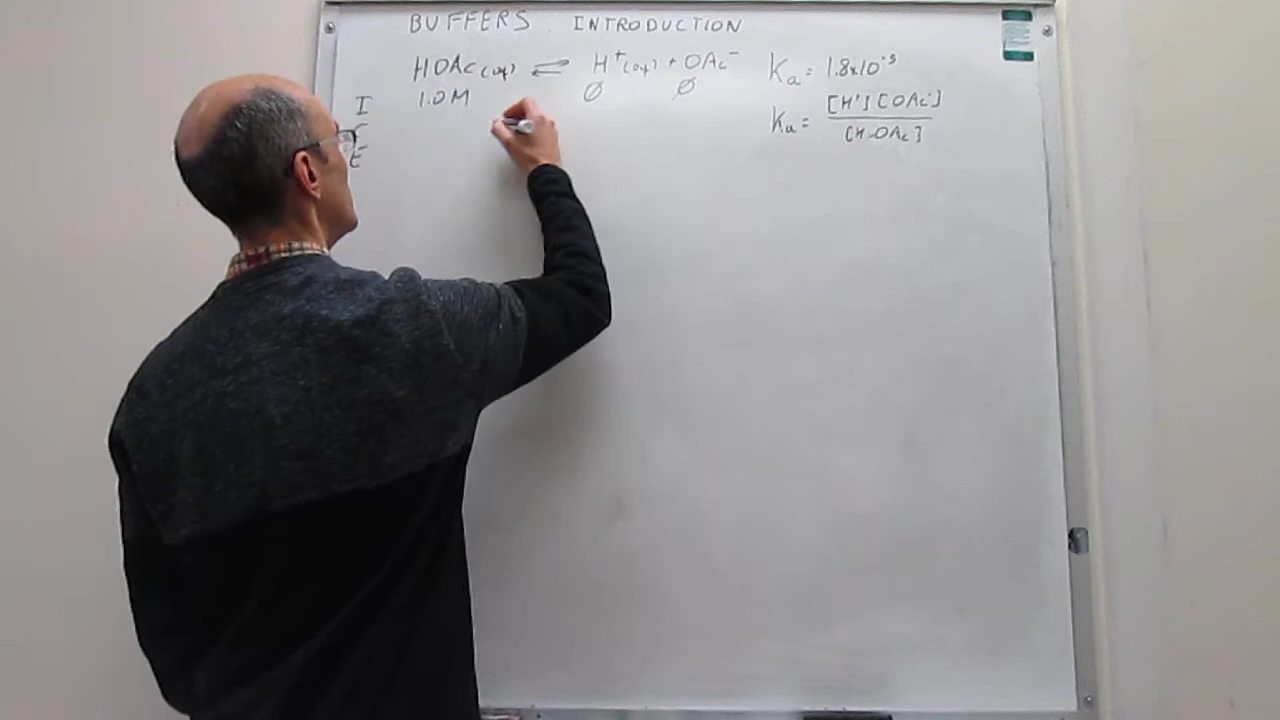 BUFFERS INTRODUCTION
HOAc(aq) ⇌ H⁺(aq) + OAc⁻ Ka = 1.8x10⁻⁵
I 1.0M Ø Ø Ka = [H⁺][OAc⁻] / [HOAc]
C
E